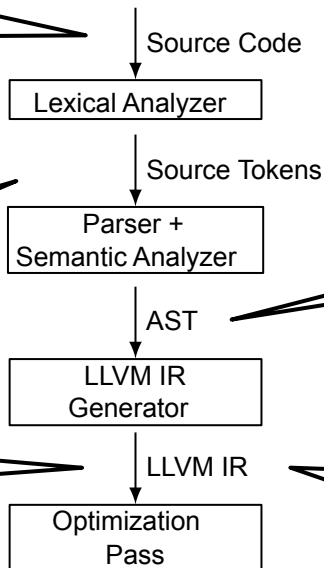 Source Code
Lexical Analyzer
Source Tokens
Parser +
Semantic Analyzer
AST
LLVM IR
Generator
LLVM IR
Optimization
Pass